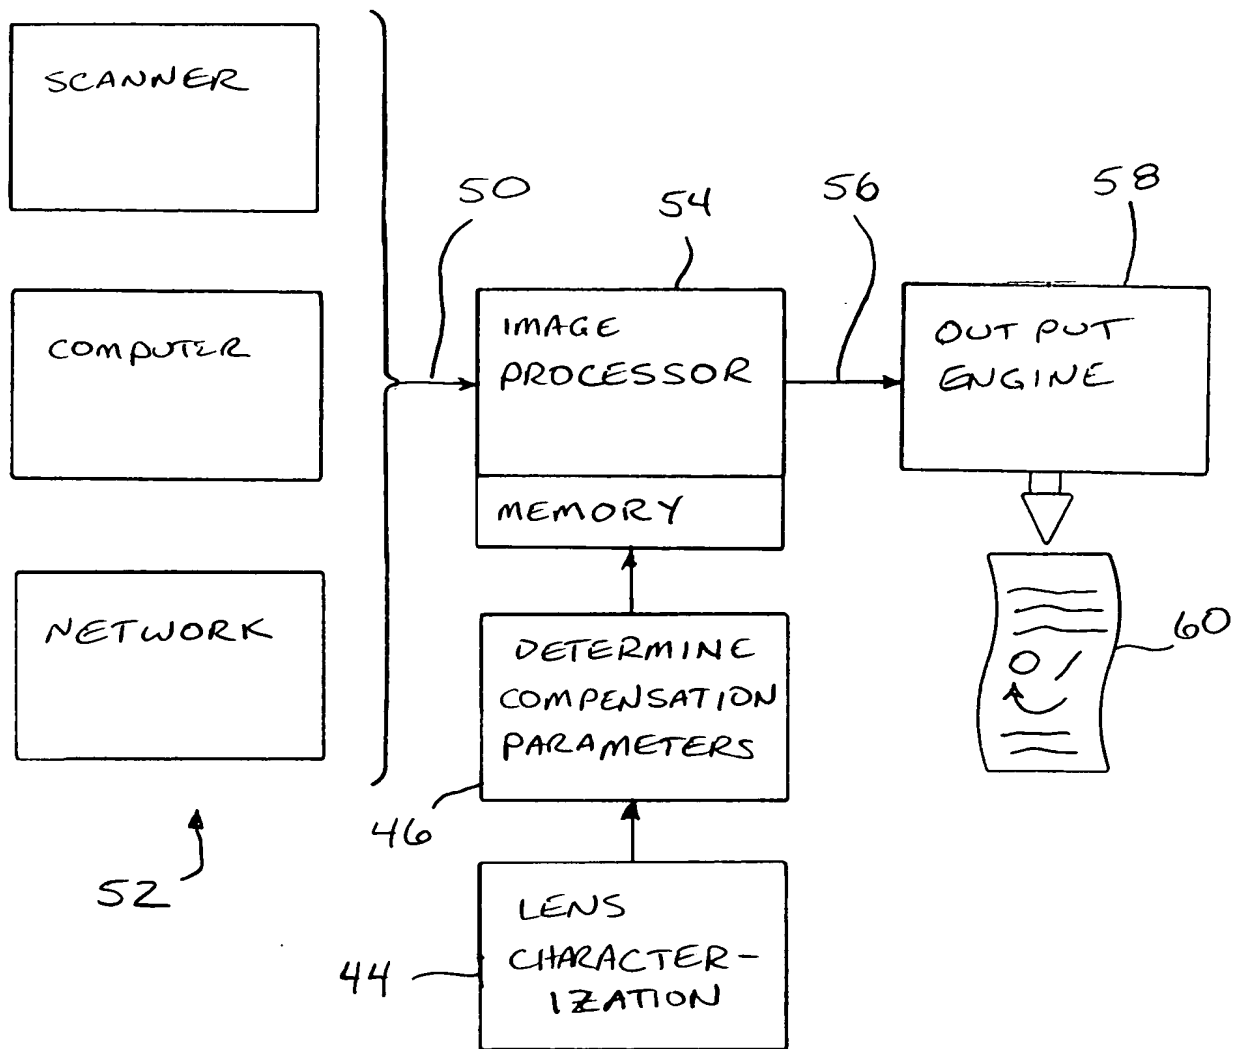 SCANNER
COMPUTER
NETWORK
52
50
54
IMAGE
PROCESSOR
MEMORY
56
58
OUTPUT
ENGINE
60
DETERMINE
COMPENSATION
PARAMETERS
46
LENS
CHARACTER-
IZATION
44